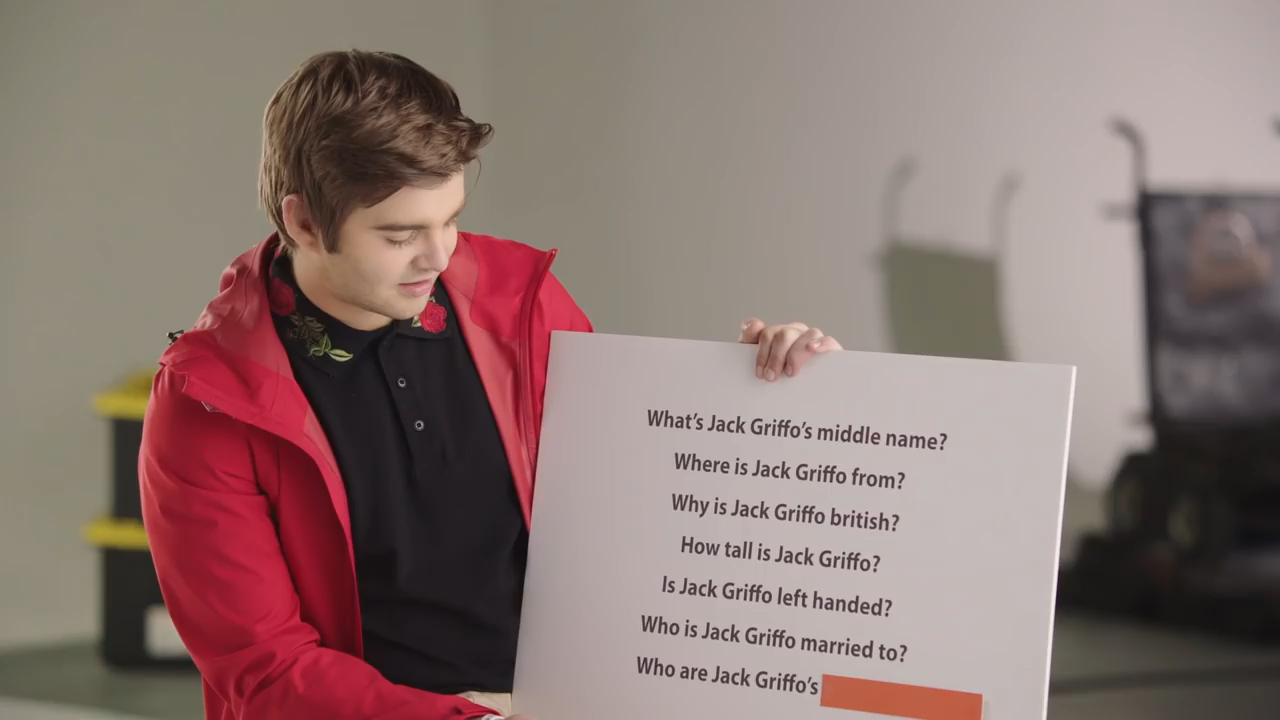 What's Jack Griffo's middle name?
Where is Jack Griffo from?
Why is Jack Griffo british?
How tall is Jack Griffo?
Is Jack Griffo left handed?
Who is Jack Griffo married to?
Who are Jack Griffo's